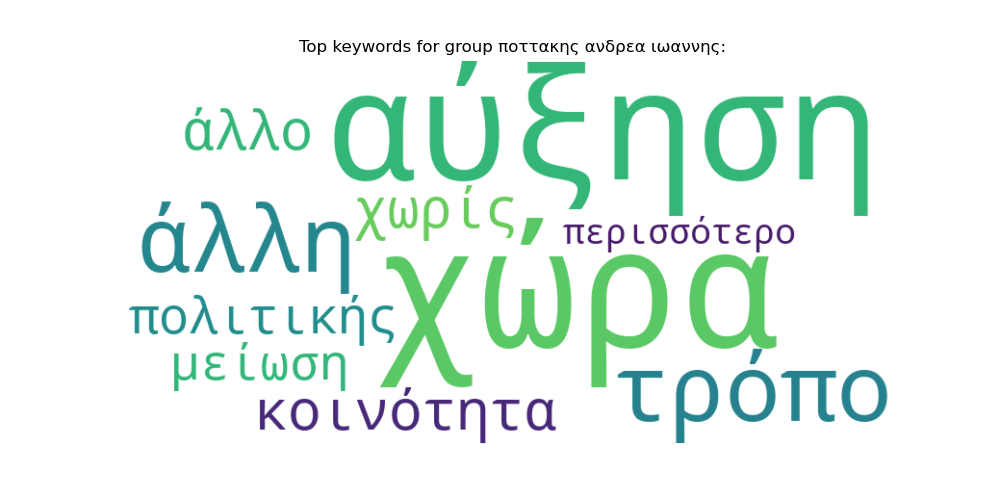 Top keywords for group ποττακης ανδρεα ιωαννης:
αύξηση
άλλο
χωρίς
άλλη
περισσότερο
χώρα
πολιτικής
μείωση
τρόπο
κοινότητα